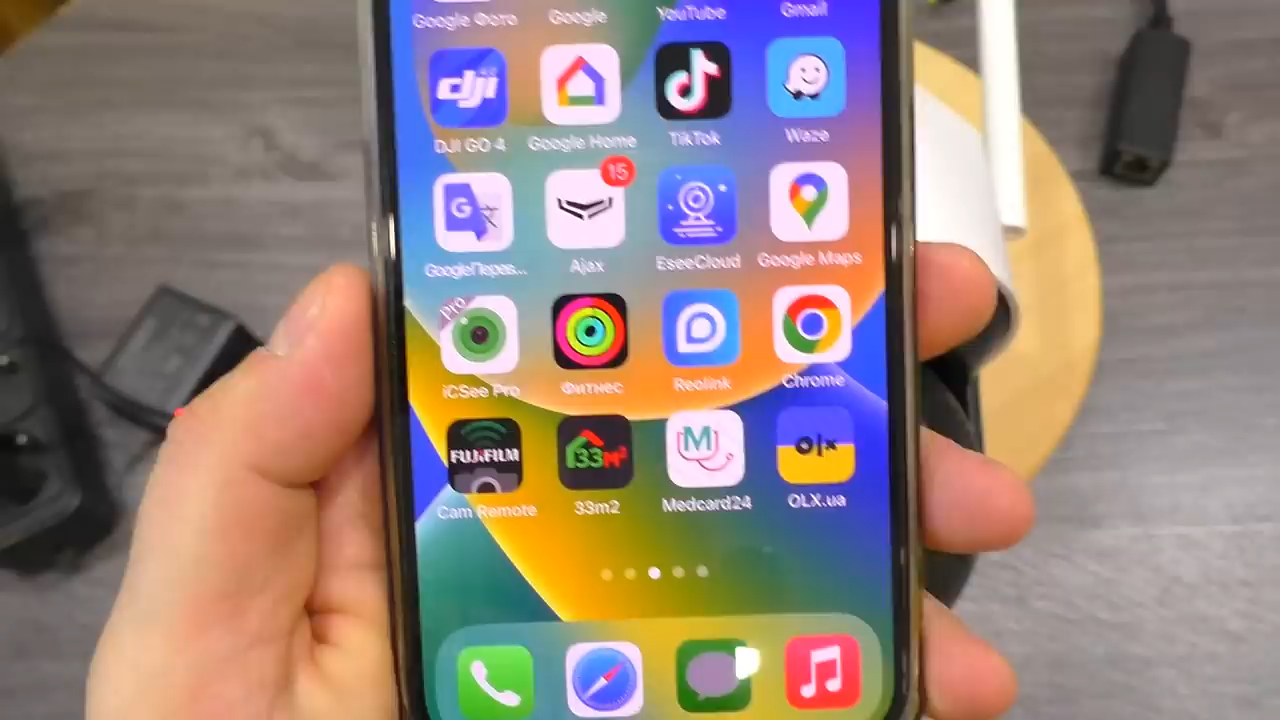 Google Фото Google YouTube Gmail
dji
DJI GO 4 Google Home TikTok Waze
15
G
GoogleПерев... Ajax EseeCloud Google Maps
Pro
iCSee Pro Фитнес Reolink Chrome
FUJIFILM 33M² M Olx
Cam Remote 33m2 Medcard24 OLX.ua